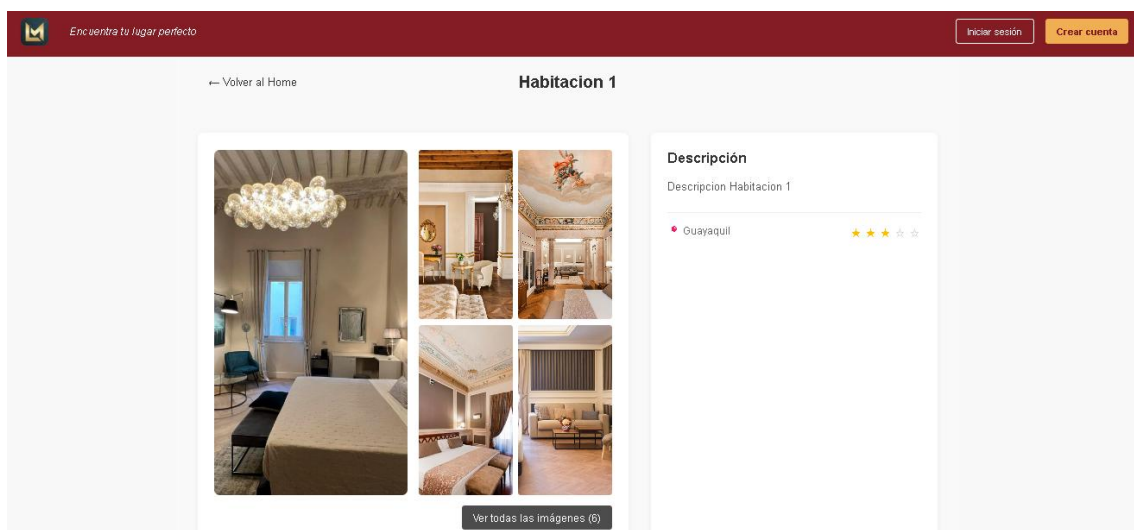 Encuentra tu lugar perfecto
Iniciar sesión
Crear cuenta
← Volver al Home
Habitacion 1
Descripción
Descripcion Habitacion 1
Guayaquil
★ ★ ★ ☆ ☆
Ver todas las imágenes (6)